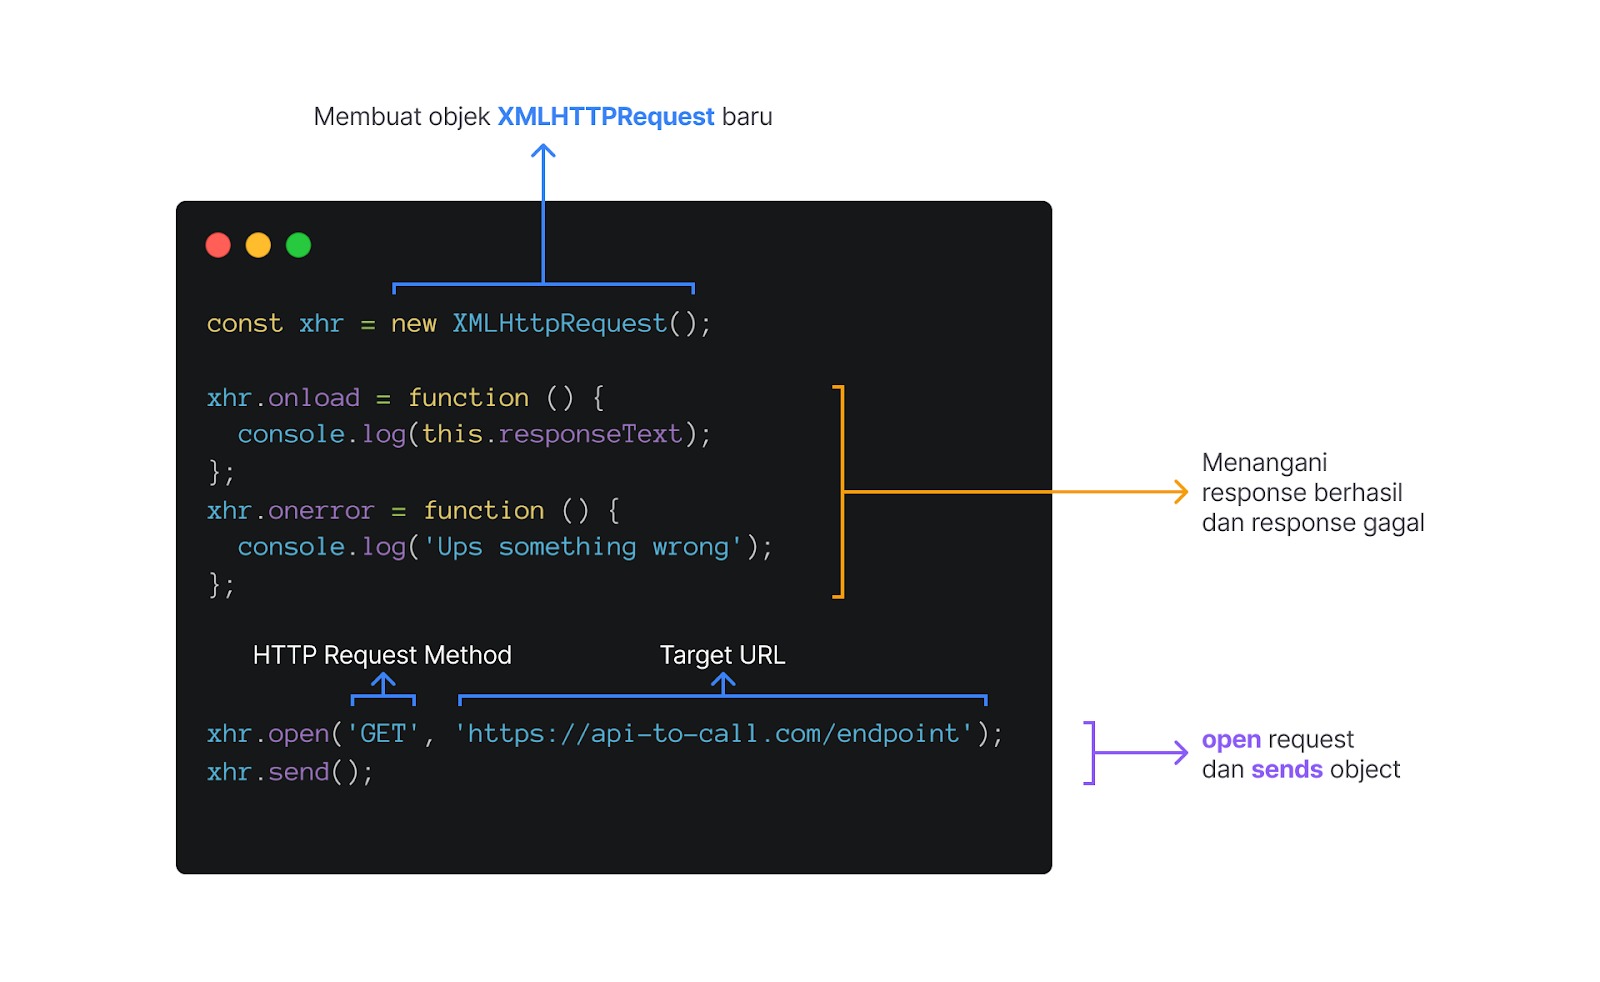 Membuat objek XMLHTTPRequest baru
const xhr = new XMLHttpRequest();
xhr.onload = function () {
  console.log(this.responseText);
};
xhr.onerror = function () {
  console.log('Ups something wrong');
};
Menangani
response berhasil
dan response gagal
HTTP Request Method
Target URL
xhr.open('GET', 'https://api-to-call.com/endpoint');
xhr.send();
open request
dan sends object